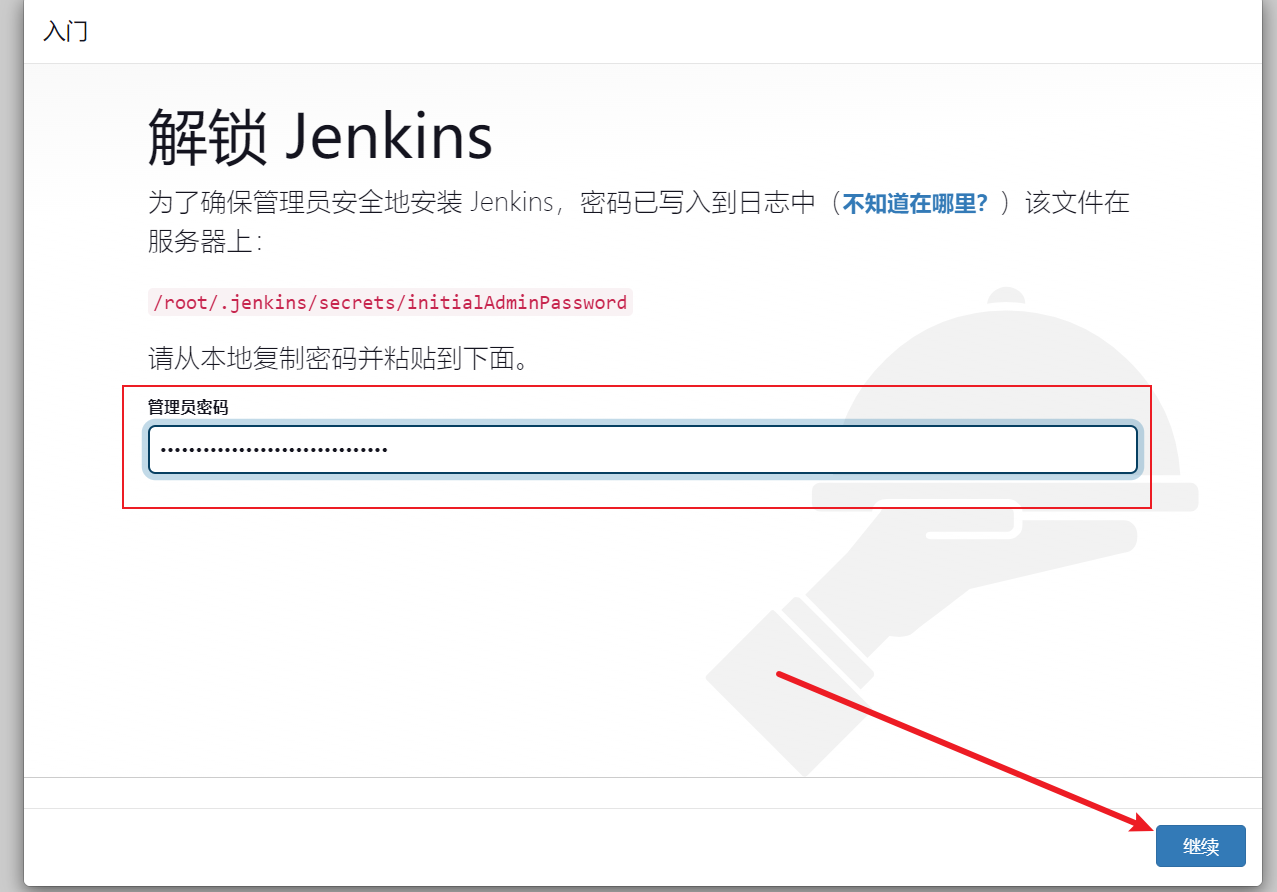 入门
解锁 Jenkins
为了确保管理员安全地安装 Jenkins，密码已写入到日志中（不知道在哪里？）该文件在
服务器上：
/root/.jenkins/secrets/initialAdminPassword
请从本地复制密码并粘贴到下面。
管理员密码
继续